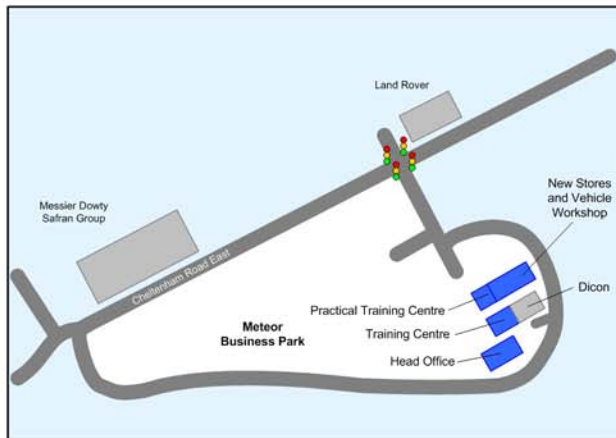 Land Rover
New Stores
and Vehicle
Workshop
Messier Dowty
Safran Group
Cheltenham Road East
Dicon
Practical Training Centre
Training Centre
Meteor
Business Park
Head Office